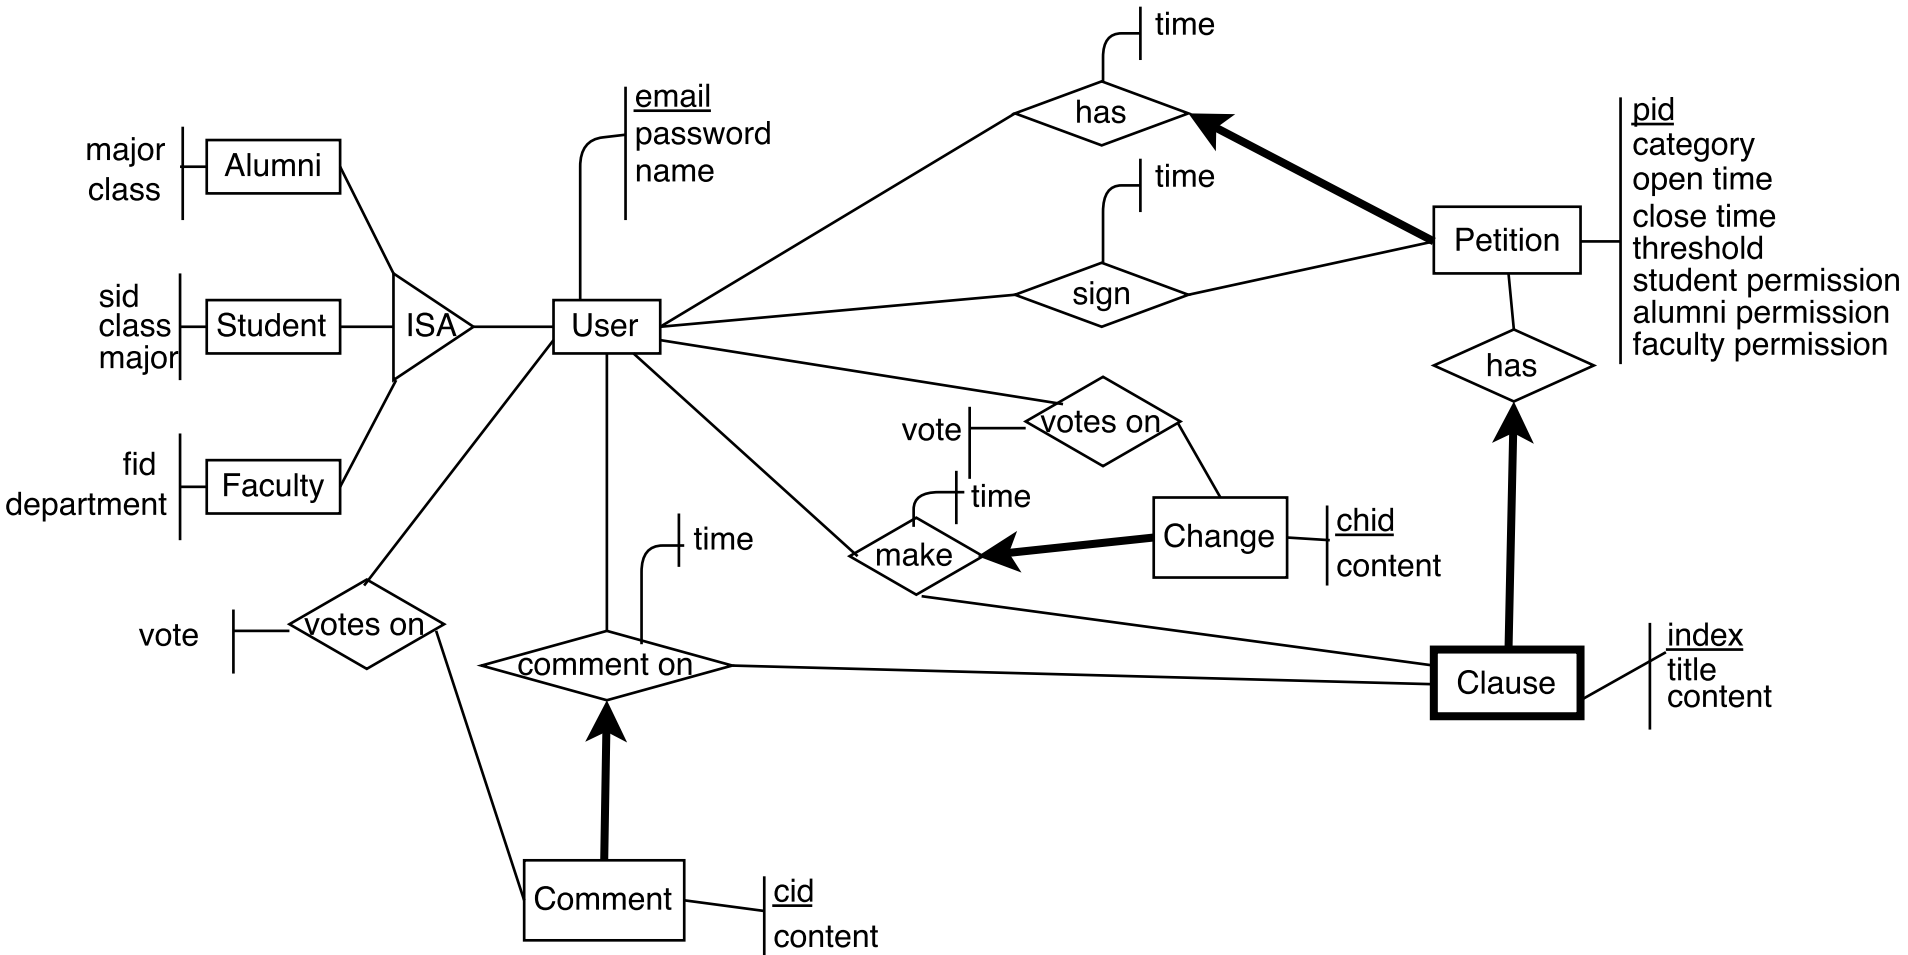 time
has
email
password
name
major
class
Alumni
time
sign
pid
category
open time
close time
threshold
student permission
alumni permission
faculty permission
Petition
has
sid
class
major
Student
ISA
User
fid
department
Faculty
vote
votes on
time
make
Change
chid
content
time
vote
votes on
comment on
Clause
index
title
content
Comment
cid
content